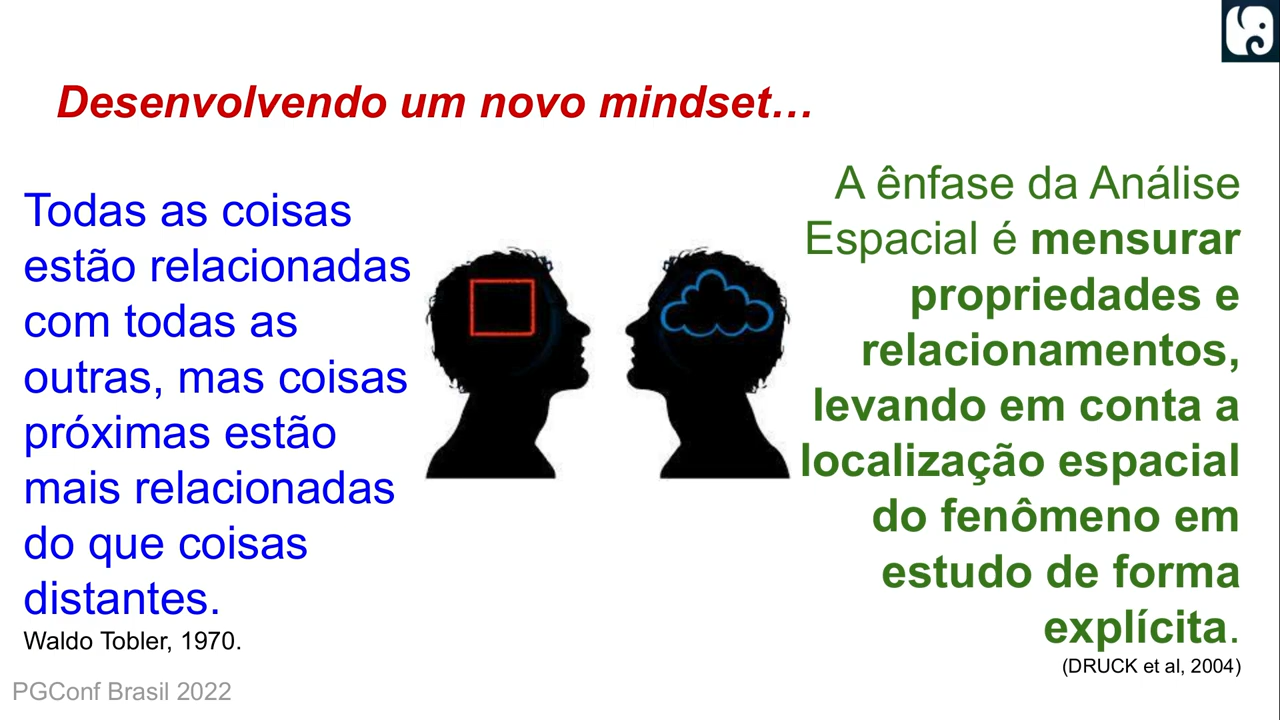 Desenvolvendo um novo mindset...
Todas as coisas
estão relacionadas
com todas as
outras, mas coisas
próximas estão
mais relacionadas
do que coisas
distantes.
Waldo Tobler, 1970.
A ênfase da Análise
Espacial é mensurar
propriedades e
relacionamentos,
levando em conta a
localização espacial
do fenômeno em
estudo de forma
explícita.
(DRUCK et al, 2004)
PGConf Brasil 2022